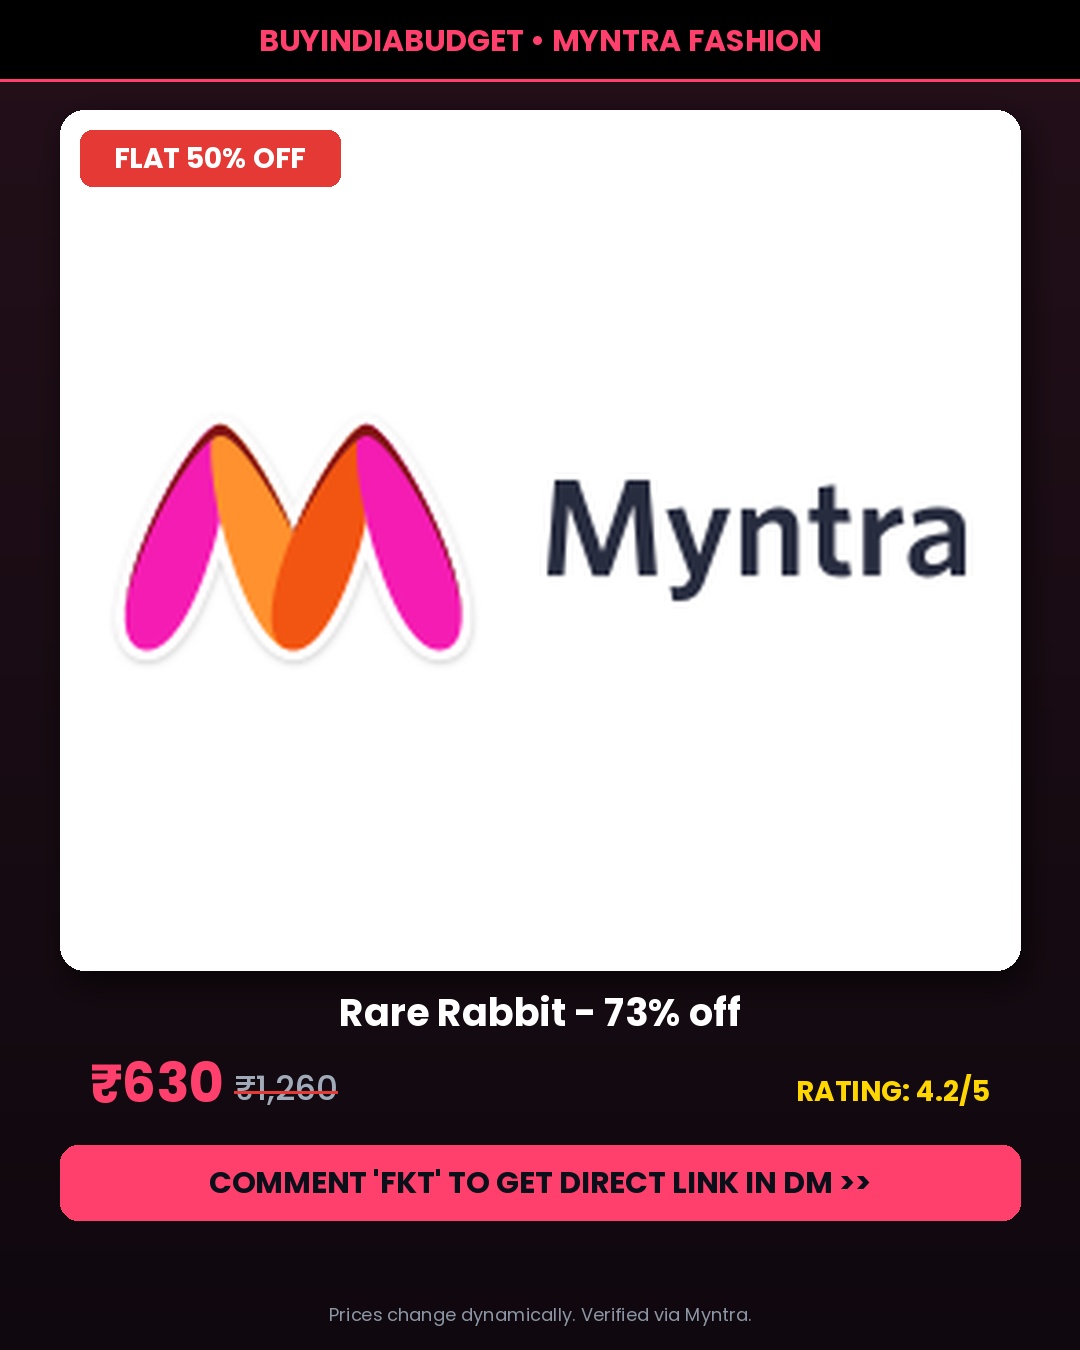 BUYINDIABUDGET • MYNTRA FASHION
FLAT 50% OFF
Myntra
Rare Rabbit - 73% off
₹630 ₹1,260
RATING: 4.2/5
COMMENT 'FKT' TO GET DIRECT LINK IN DM >>
Prices change dynamically. Verified via Myntra.